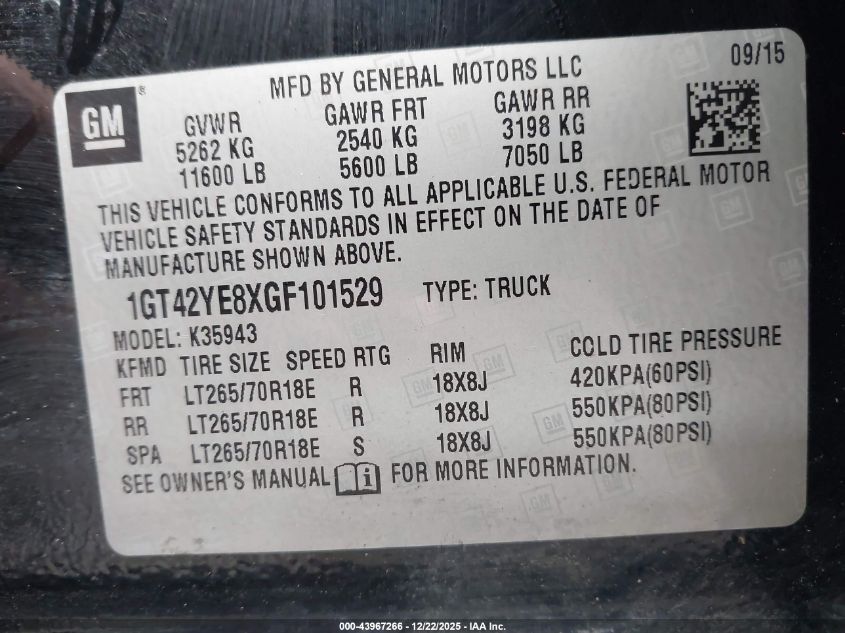 GM
®
MFD BY GENERAL MOTORS LLC
09/15
GVWR GAWR FRT GAWR RR
5262 KG 2540 KG 3198 KG
11600 LB 5600 LB 7050 LB
THIS VEHICLE CONFORMS TO ALL APPLICABLE U.S. FEDERAL MOTOR
VEHICLE SAFETY STANDARDS IN EFFECT ON THE DATE OF
MANUFACTURE SHOWN ABOVE.
1GT42YE8XGF101529 TYPE: TRUCK
MODEL: K35943
KFMD TIRE SIZE SPEED RTG RIM COLD TIRE PRESSURE
FRT LT265/70R18E R 18X8J 420KPA(60PSI)
RR LT265/70R18E R 18X8J 550KPA(80PSI)
SPA LT265/70R18E S 18X8J 550KPA(80PSI)
SEE OWNER'S MANUAL i FOR MORE INFORMATION.
000-43967266 - 12/22/2025 - IAA Inc.